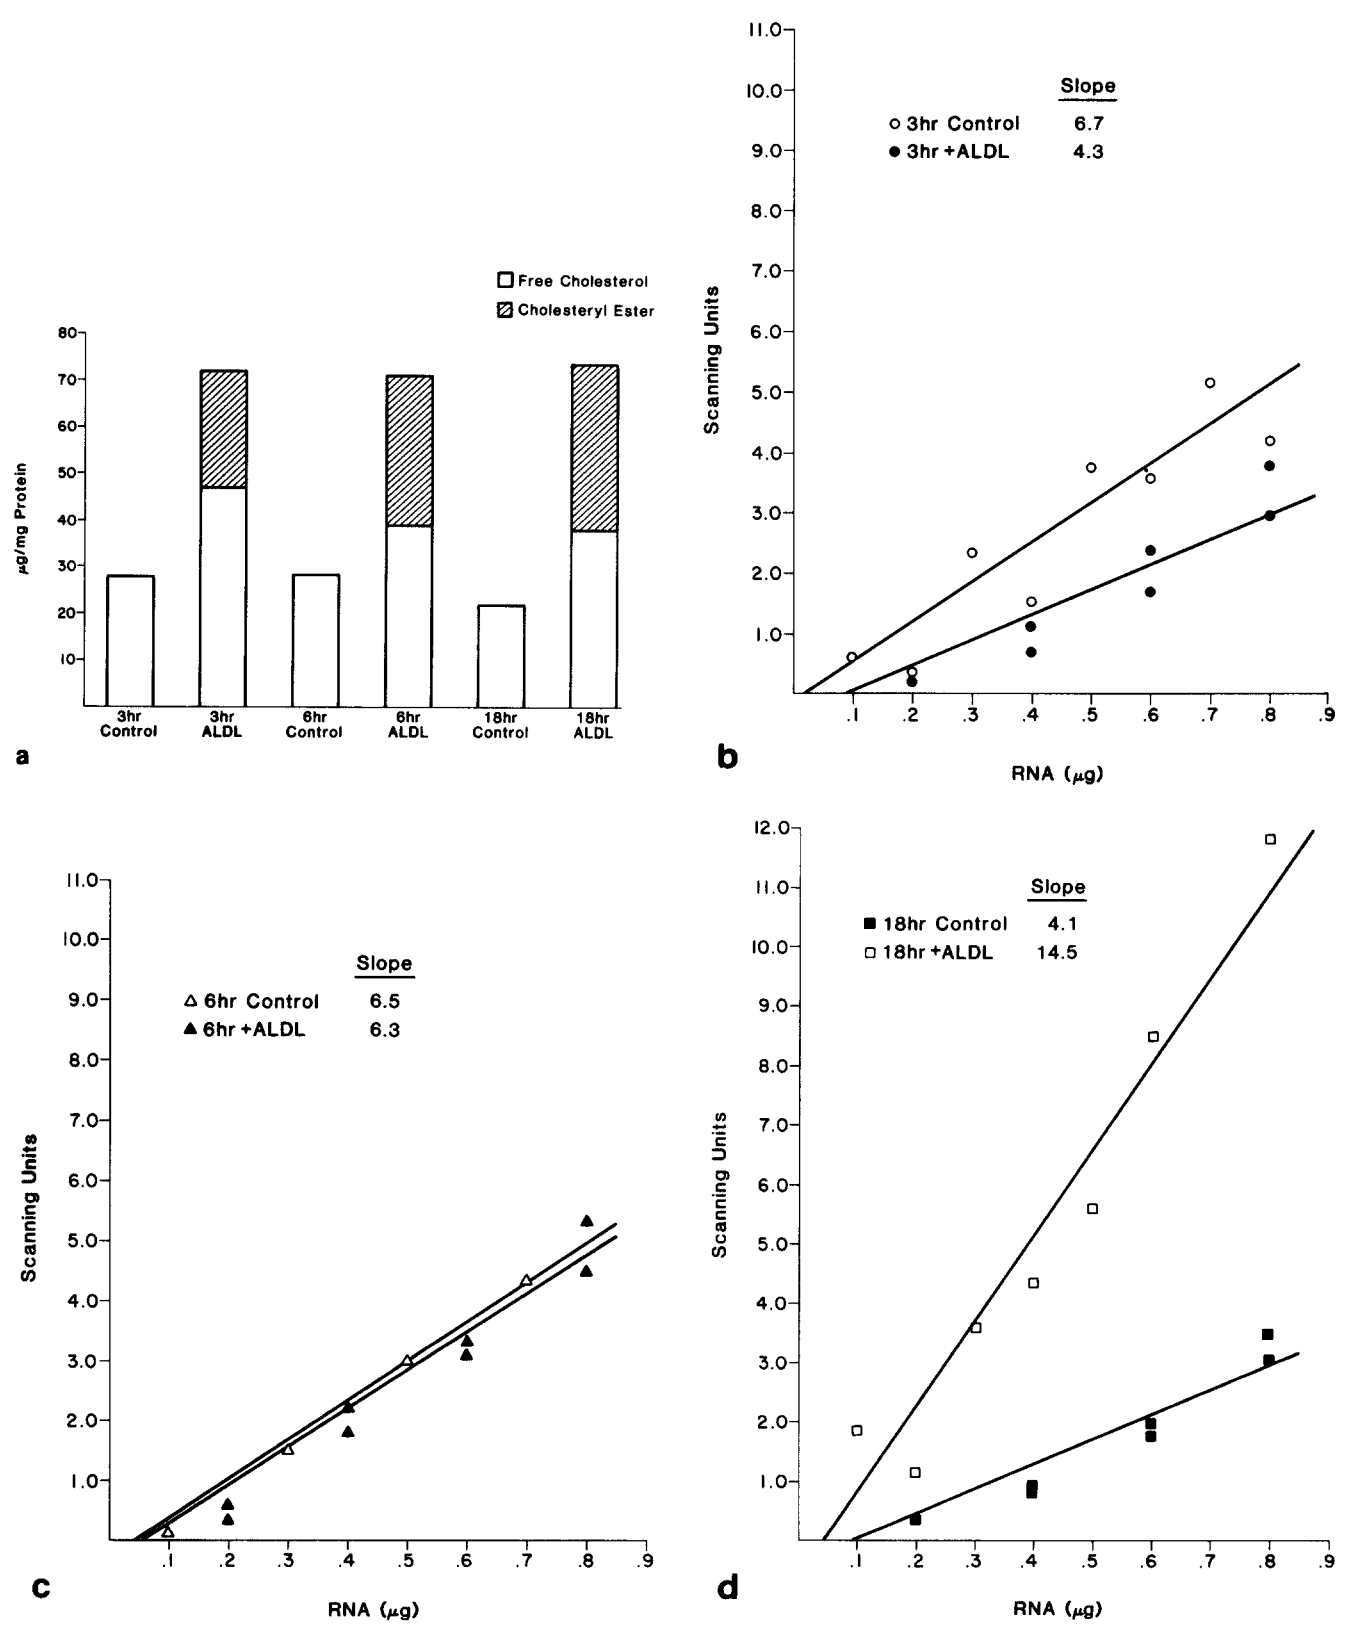 Free Cholesterol
Cholesteryl Ester
80
70
60
50
40
30
20
10
μg/mg Protein
3hr Control
3hr ALDL
6hr Control
6hr ALDL
18hr Control
18hr ALDL
a
11.0
10.0
9.0
8.0
7.0
6.0
5.0
4.0
3.0
2.0
1.0
Scanning Units
Slope
3hr Control 6.7
3hr +ALDL 4.3
.1 .2 .3 .4 .5 .6 .7 .8 .9
RNA (μg)
b
11.0
10.0
9.0
8.0
7.0
6.0
5.0
4.0
3.0
2.0
1.0
Scanning Units
Slope
6hr Control 6.5
6hr +ALDL 6.3
.1 .2 .3 .4 .5 .6 .7 .8 .9
RNA (μg)
c
12.0
11.0
10.0
9.0
8.0
7.0
6.0
5.0
4.0
3.0
2.0
1.0
Scanning Units
Slope
18hr Control 4.1
18hr +ALDL 14.5
.1 .2 .3 .4 .5 .6 .7 .8 .9
RNA (μg)
d